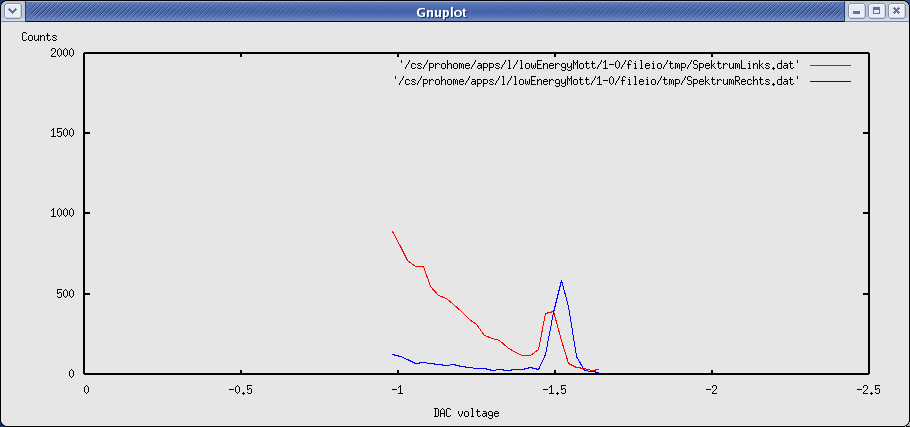 Gnuplot
Counts
2000
'/cs/prohome/apps/l/lowEnergyMott/1-0/fileio/tmp/SpektrumLinks.dat'
'/cs/prohome/apps/l/lowEnergyMott/1-0/fileio/tmp/SpektrumRechts.dat'
1500
1000
500
0
0 -0.5 -1 -1.5 -2 -2.5
DAC voltage